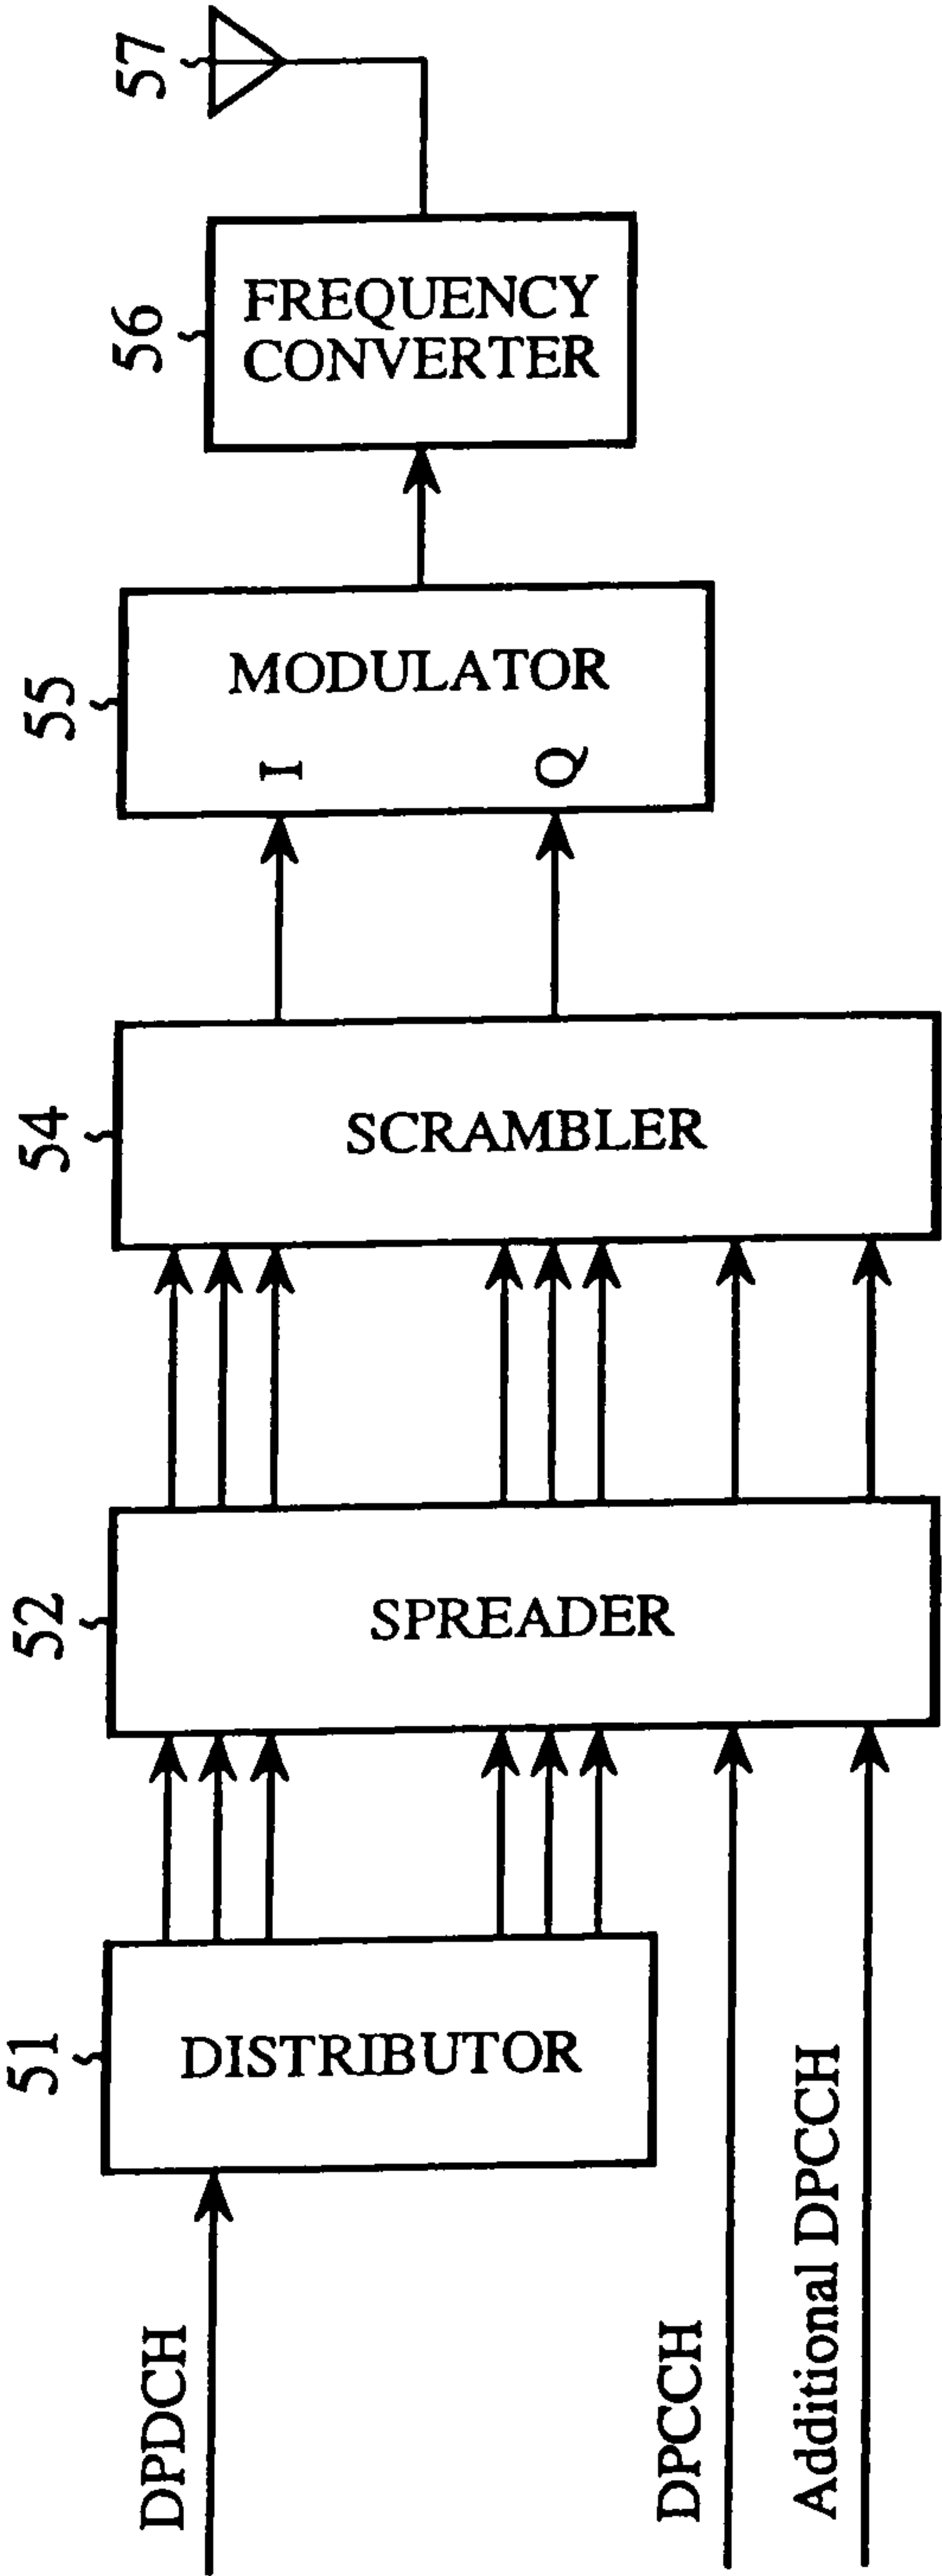 DPDCH
DPCCH
Additional DPCCH
51
DISTRIBUTOR
52
SPREADER
54
SCRAMBLER
55
MODULATOR
I
Q
56
FREQUENCY
CONVERTER
57